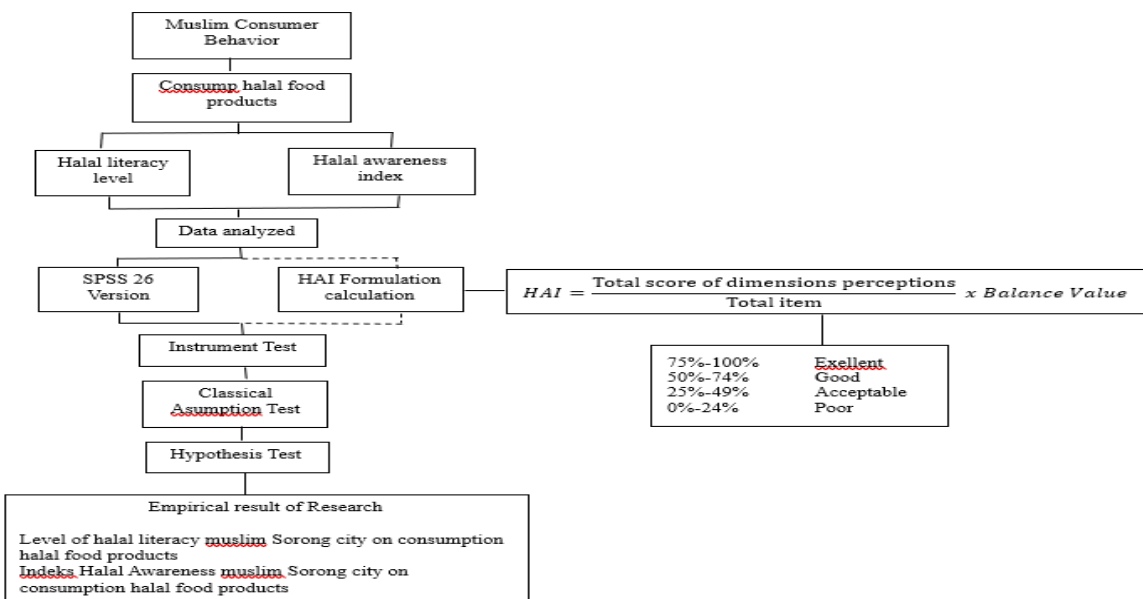 Muslim Consumer
Behavior
Consump halal food
products
Halal literacy
level
Halal awareness
index
Data analyzed
SPSS 26
Version
HAI Formulation
calculation
HAI = Total score of dimensions perceptions / Total item x Balance Value
75%-100% Exellent
50%-74% Good
25%-49% Acceptable
0%-24% Poor
Instrument Test
Classical
Asumption Test
Hypothesis Test
Empirical result of Research
Level of halal literacy muslim Sorong city on consumption
halal food products
Indeks Halal Awareness muslim Sorong city on
consumption halal food products